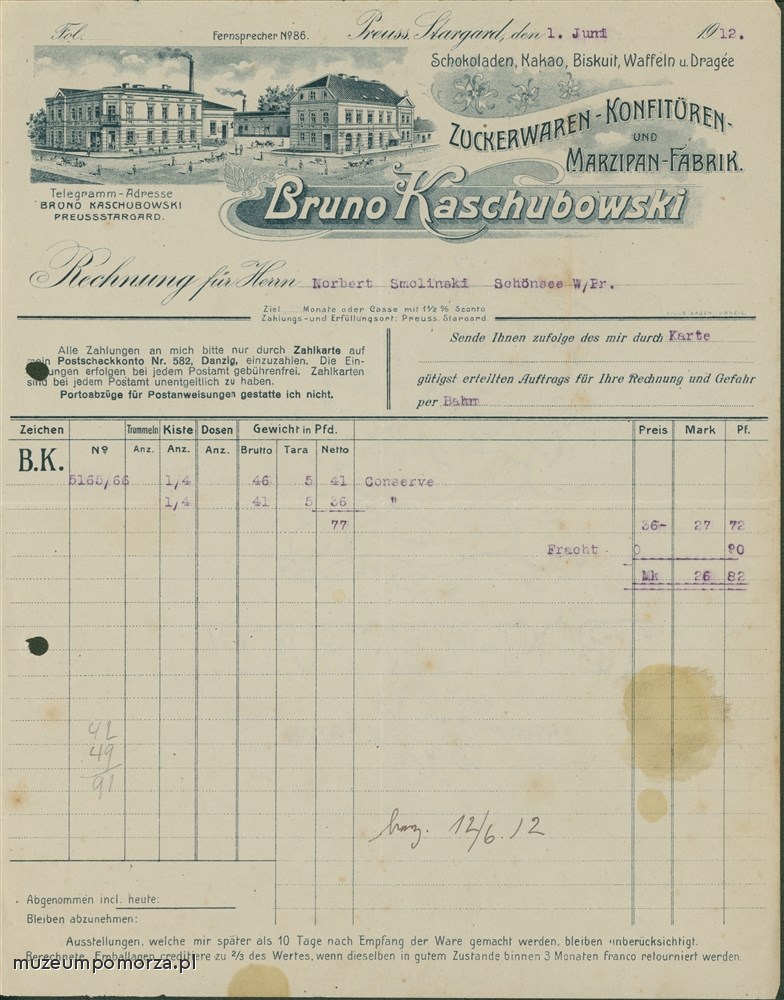 Fol. Fernsprecher Nº 86. Preuss. Stargard, den 1. Juni 1912.
Schokoladen, Kakao, Biskuit, Waffeln u. Dragée
ZUCKERWAREN-KONFITÜREN-
UND
MARZIPAN-FABRIK.
Bruno Kaschubowski
Telegramm-Adresse
BRUNO KASCHUBOWSKI
PREUSSSTARGARD.
Rechnung für Herrn Norbert Smolinski Schönsee W/Pr.
Ziel Monate oder Casse mit 1½ % Sconto
Zahlungs- und Erfüllungsort: Preuss. Stargard.
Alle Zahlungen an mich bitte nur durch Zahlkarte auf
mein Postscheckkonto Nr. 582, Danzig, einzuzahlen. Die Ein-
ungen erfolgen bei jedem Postamt gebührenfrei. Zahlkarten
sind bei jedem Postamt unentgeltlich zu haben.
Portoabzüge für Postanweisungen gestatte ich nicht.
Sende Ihnen zufolge des mir durch Karte
gütigst erteilten Auftrags für Ihre Rechnung und Gefahr
per Bahn
Zeichen Trommeln Kiste Dosen Gewicht in Pfd. Preis Mark Pf.
Nº Anz. Anz. Anz. Brutto Tara Netto
B.K.
5165/66 1/4 46 5 41 Conserve
1/4 41 5 36 "
77 36- 27 72
Fracht 90
Mk 26 82
42
49
91
12/6.12
Abgenommen incl. heute:
Bleiben abzunehmen:
Ausstellungen, welche mir später als 10 Tage nach Empfang der Ware gemacht werden, bleiben unberücksichtigt.
Berechnete Emballagen creditiere zu 2/3 des Wertes, wenn dieselben in gutem Zustande binnen 3 Monaten franco retourniert werden.
muzeumpomorza.pl